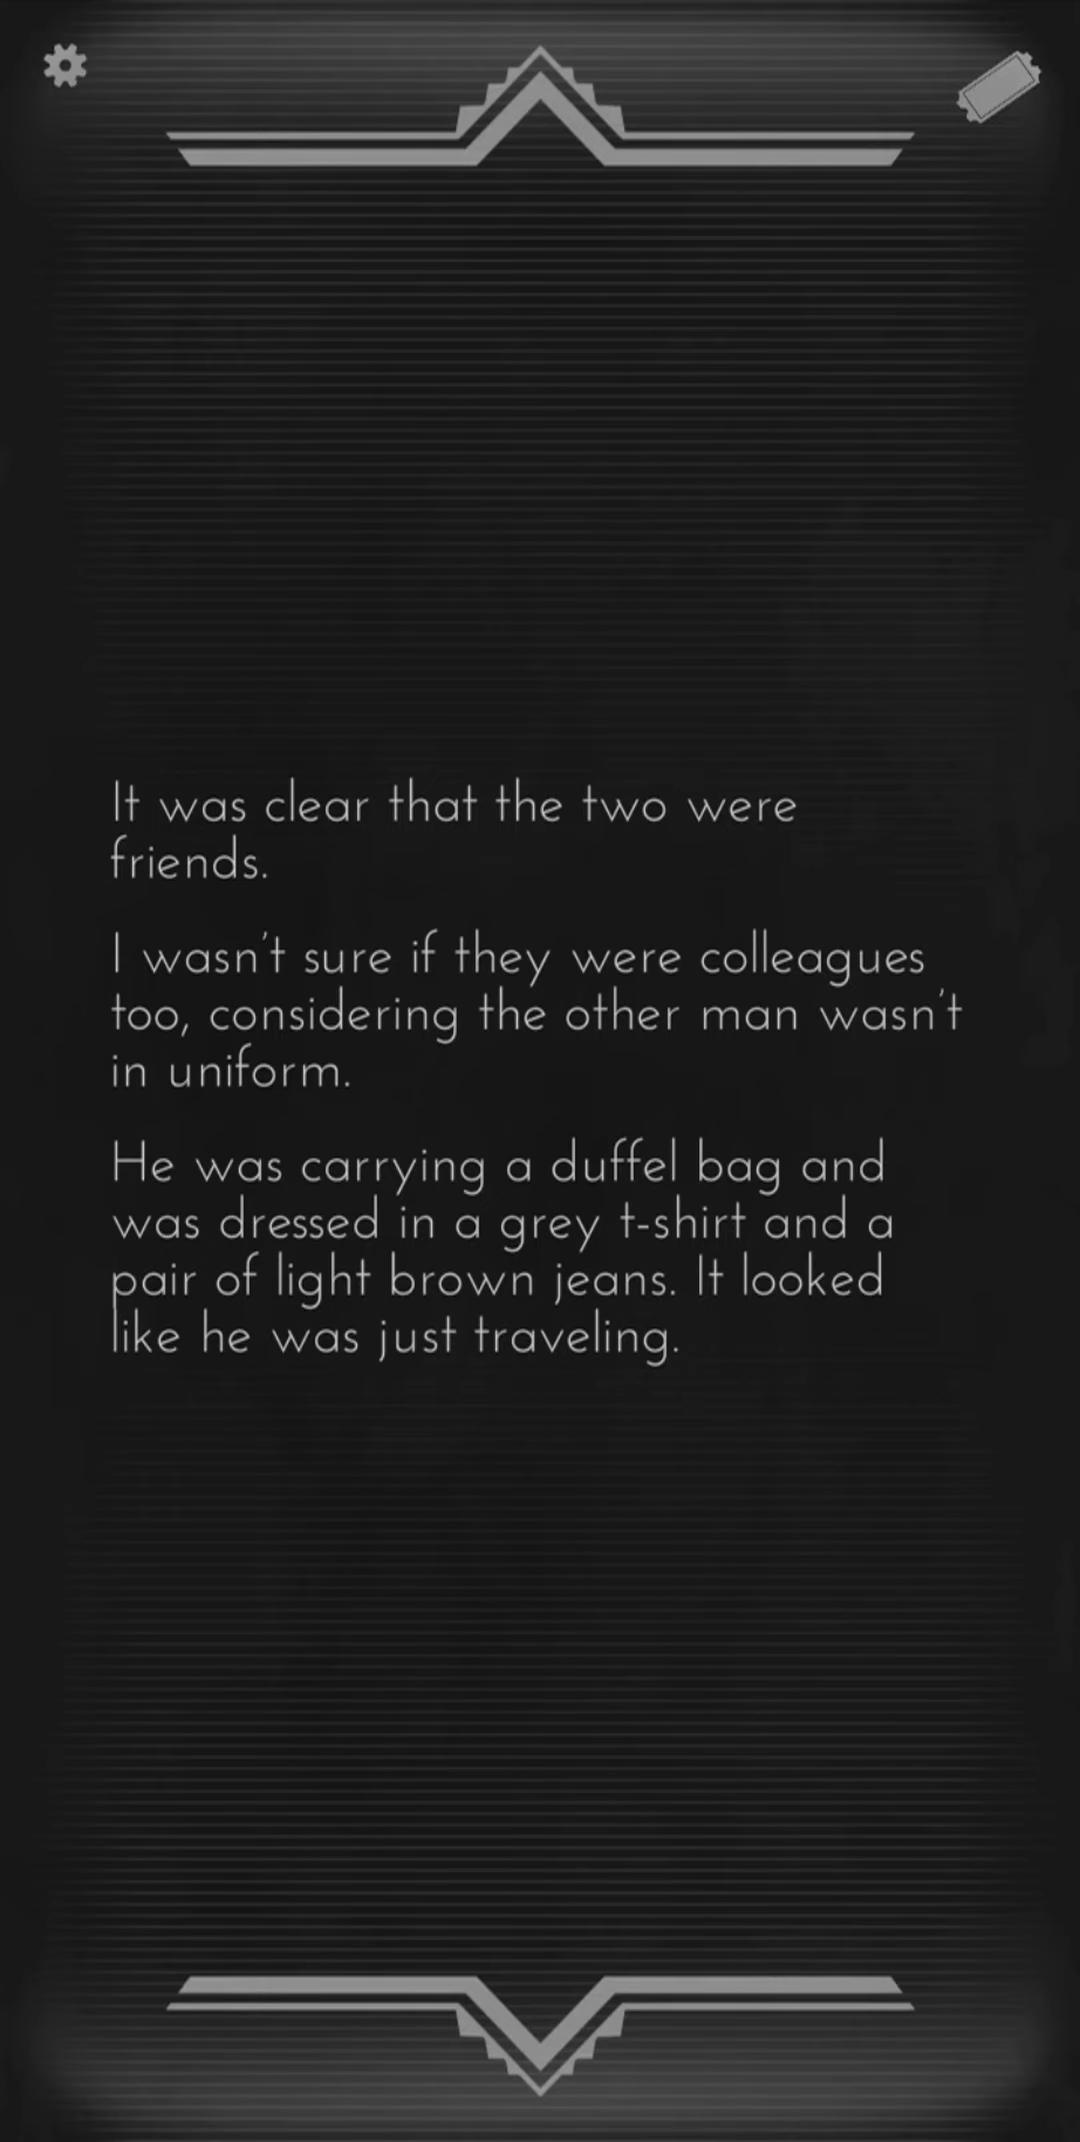 It was clear that the two were
friends.
I wasn't sure if they were colleagues
too, considering the other man wasn't
in uniform.
He was carrying a duffel bag and
was dressed in a grey t-shirt and a
pair of light brown jeans. It looked
like he was just traveling.